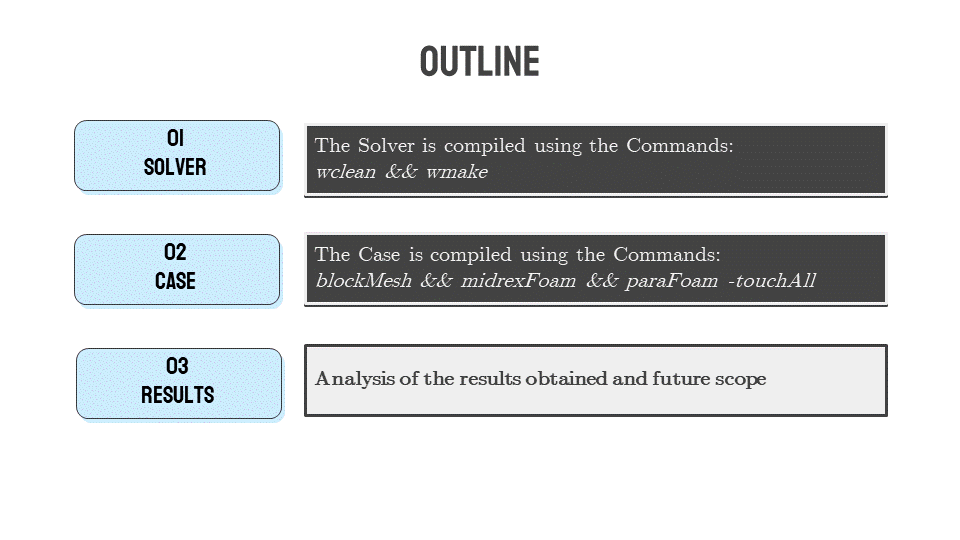 OUTLINE
01
SOLVER
The Solver is compiled using the Commands:
wclean && wmake
02
CASE
The Case is compiled using the Commands:
blockMesh && midrexFoam && paraFoam -touchAll
03
RESULTS
Analysis of the results obtained and future scope